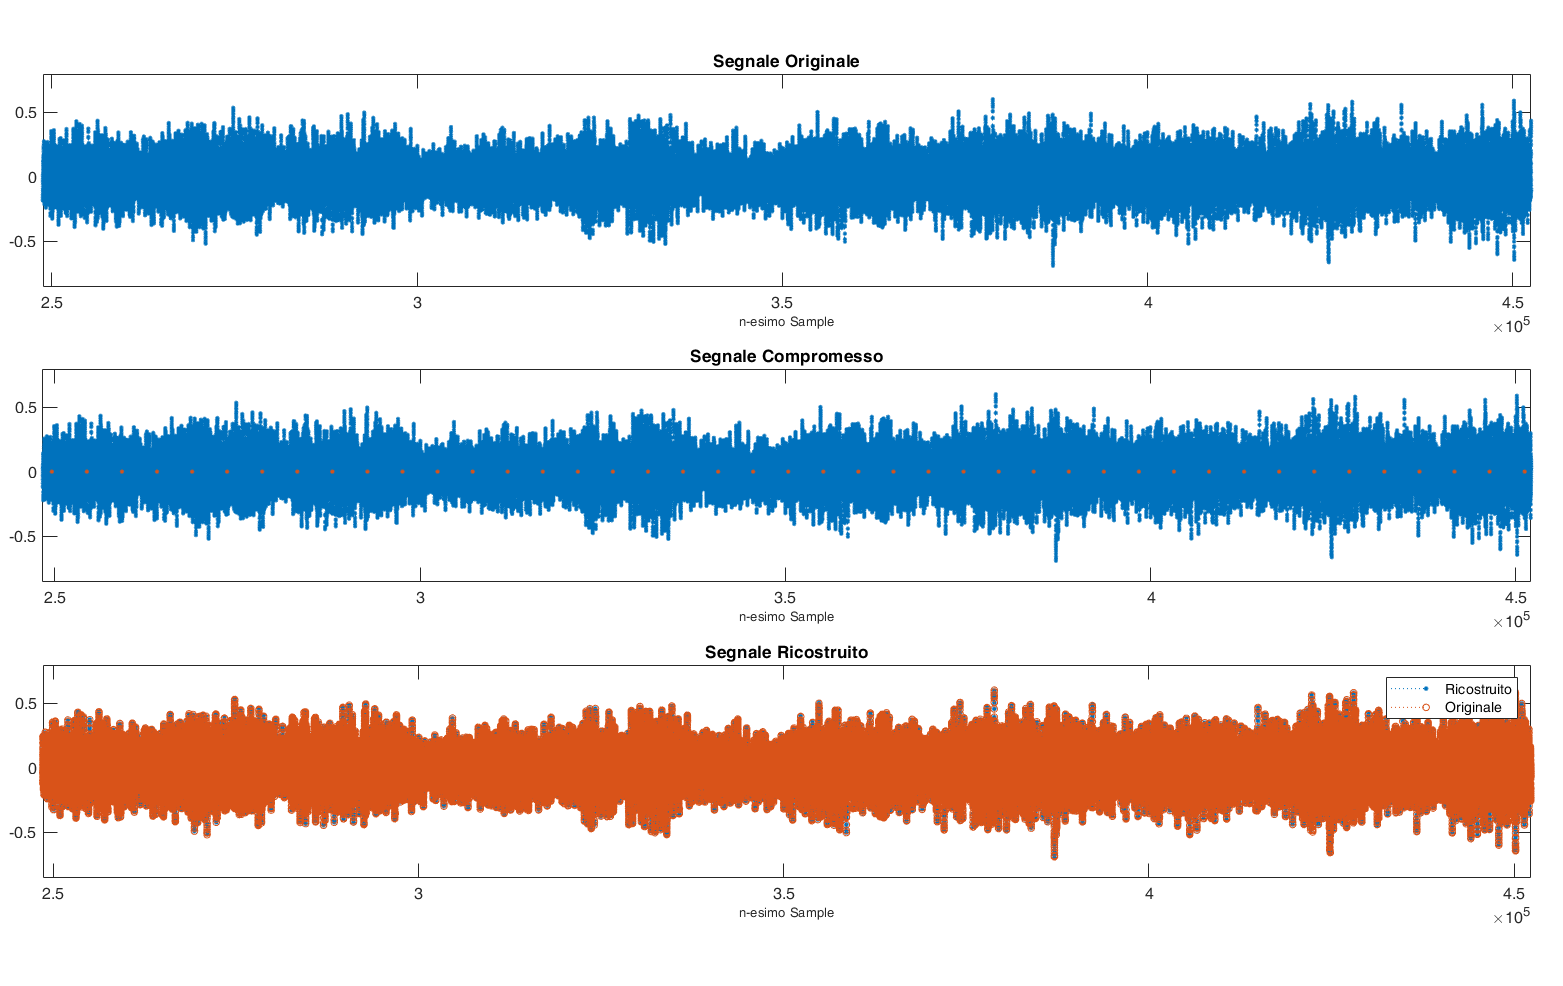 Segnale Originale
0.5
0
-0.5
2.5 3 3.5 4 4.5
n-esimo Sample
×10^5
Segnale Compromesso
0.5
0
-0.5
2.5 3 3.5 4 4.5
n-esimo Sample
×10^5
Segnale Ricostruito
Ricostruito
Originale
0.5
0
-0.5
2.5 3 3.5 4 4.5
n-esimo Sample
×10^5